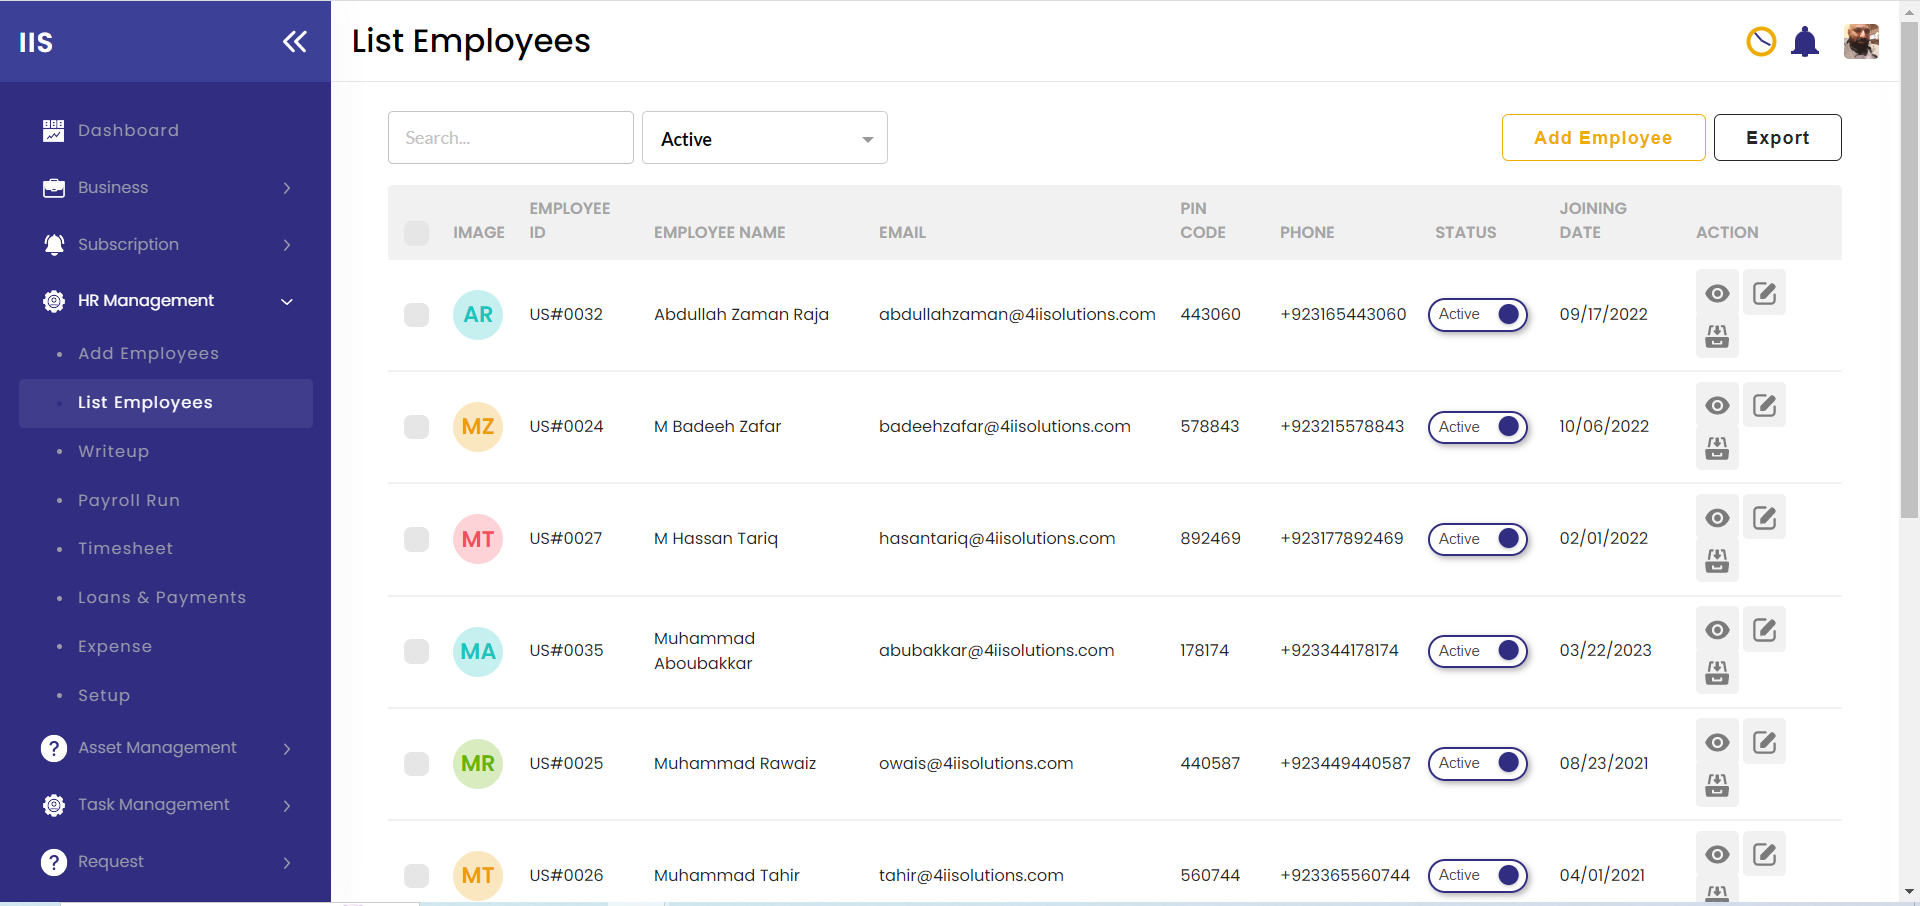 IIS
List Employees
Dashboard
Business
Subscription
HR Management
Add Employees
List Employees
Writeup
Payroll Run
Timesheet
Loans & Payments
Expense
Setup
Asset Management
Task Management
Request
Search...
Active
Add Employee
Export
IMAGE
EMPLOYEE
ID
EMPLOYEE NAME
EMAIL
PIN
CODE
PHONE
STATUS
JOINING
DATE
ACTION
AR US#0032 Abdullah Zaman Raja abdullahzaman@4iisolutions.com 443060 +923165443060 Active 09/17/2022
MZ US#0024 M Badeeh Zafar badeehzafar@4iisolutions.com 578843 +923215578843 Active 10/06/2022
MT US#0027 M Hassan Tariq hasantariq@4iisolutions.com 892469 +923177892469 Active 02/01/2022
MA US#0035 Muhammad
Aboubakkar
abubakkar@4iisolutions.com 178174 +923344178174 Active 03/22/2023
MR US#0025 Muhammad Rawaiz owais@4iisolutions.com 440587 +923449440587 Active 08/23/2021
MT US#0026 Muhammad Tahir tahir@4iisolutions.com 560744 +923365560744 Active 04/01/2021